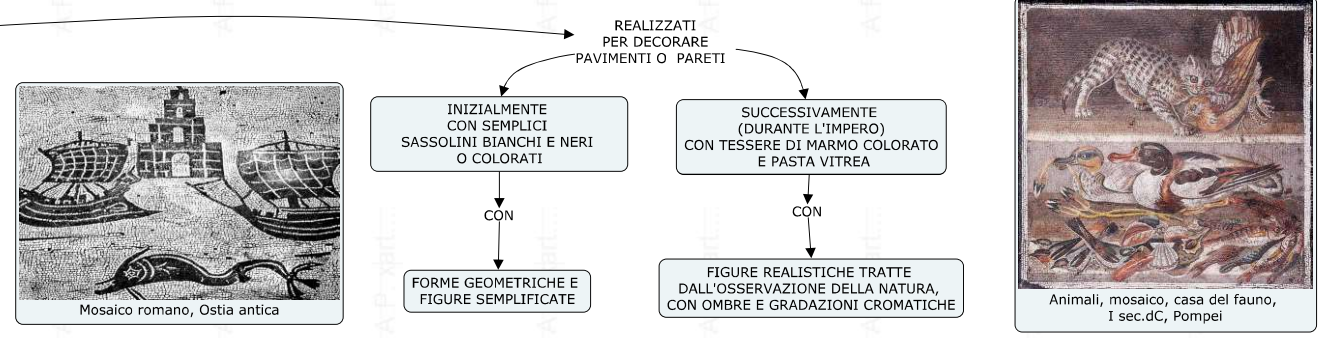 REALIZZATI
PER DECORARE
PAVIMENTI O PARETI
INIZIALMENTE
CON SEMPLICI
SASSOLINI BIANCHI E NERI
O COLORATI
CON
FORME GEOMETRICHE E
FIGURE SEMPLIFICATE
SUCCESSIVAMENTE
(DURANTE L'IMPERO)
CON TESSERE DI MARMO COLORATO
E PASTA VITREA
CON
FIGURE REALISTICHE TRATTE
DALL'OSSERVAZIONE DELLA NATURA,
CON OMBRE E GRADAZIONI CROMATICHE
Mosaico romano, Ostia antica
Animali, mosaico, casa del fauno,
I sec.dC, Pompei